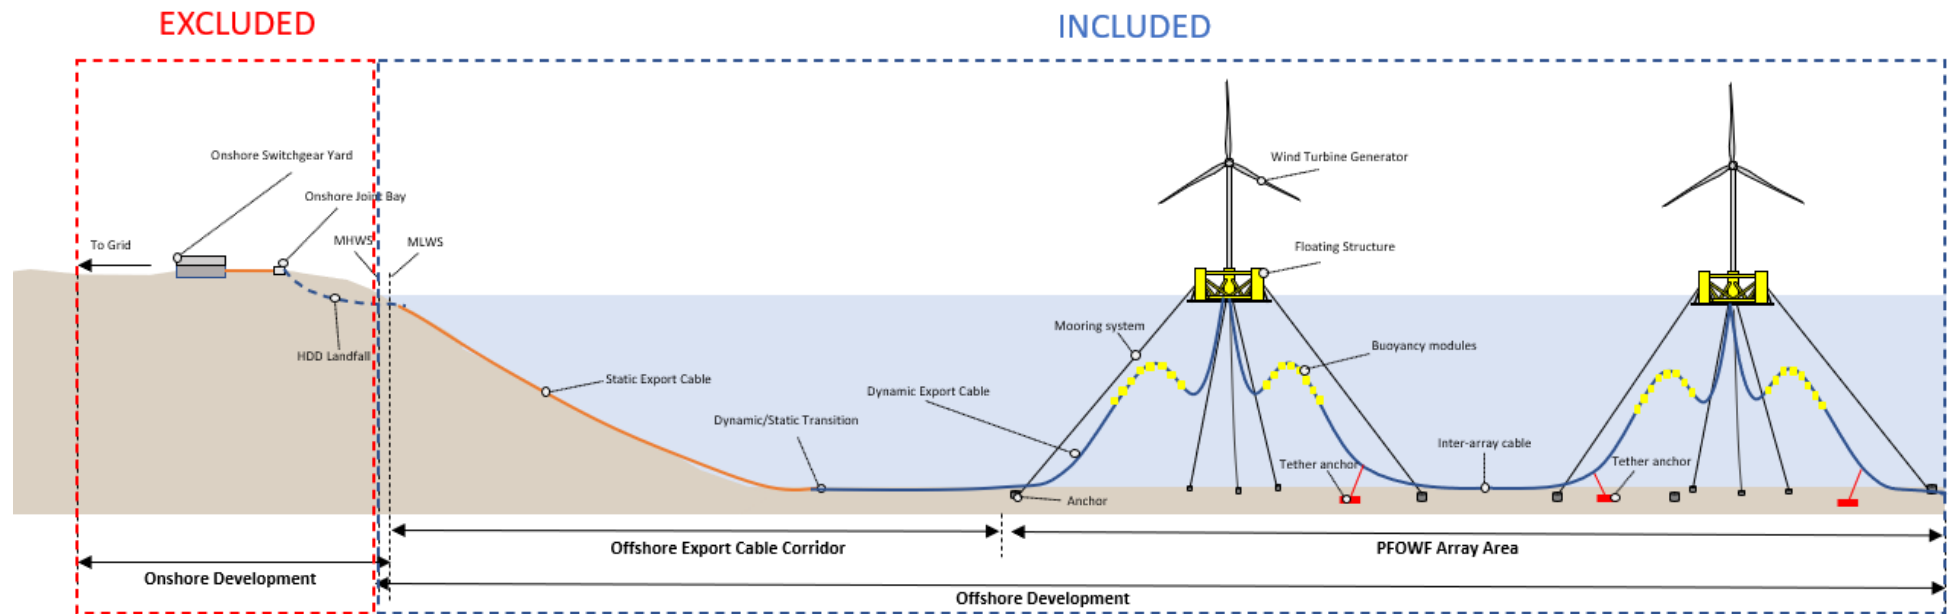 EXCLUDED
INCLUDED
Onshore Switchgear Yard
Wind Turbine Generator
Onshore Joint Bay
To Grid
MHWS
MLWS
Floating Structure
Mooring system
Buoyancy modules
HDD Landfall
Static Export Cable
Dynamic Export Cable
Dynamic/Static Transition
Inter-array cable
Tether anchor
Tether anchor
Anchor
Offshore Export Cable Corridor
PFOWF Array Area
Onshore Development
Offshore Development